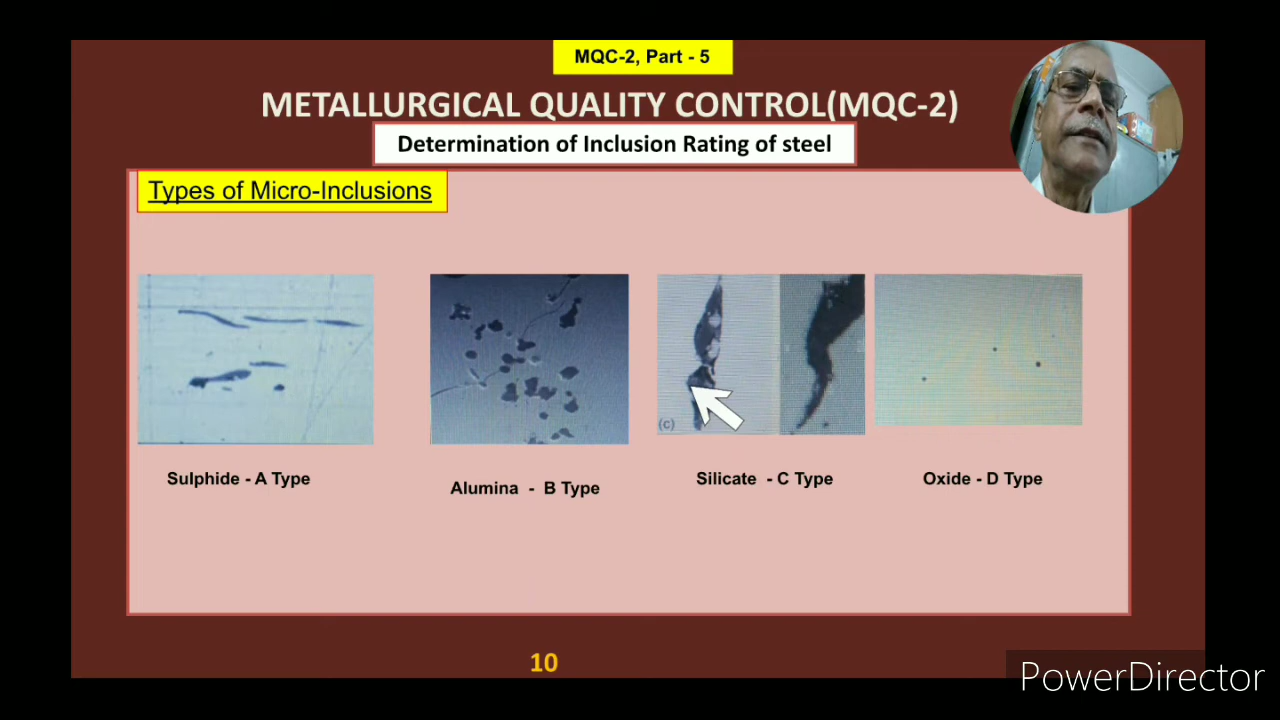 MQC-2, Part - 5
METALLURGICAL QUALITY CONTROL(MQC-2)
Determination of Inclusion Rating of steel
Types of Micro-Inclusions
(c)
Sulphide - A Type
Alumina - B Type
Silicate - C Type
Oxide - D Type
10
PowerDirector